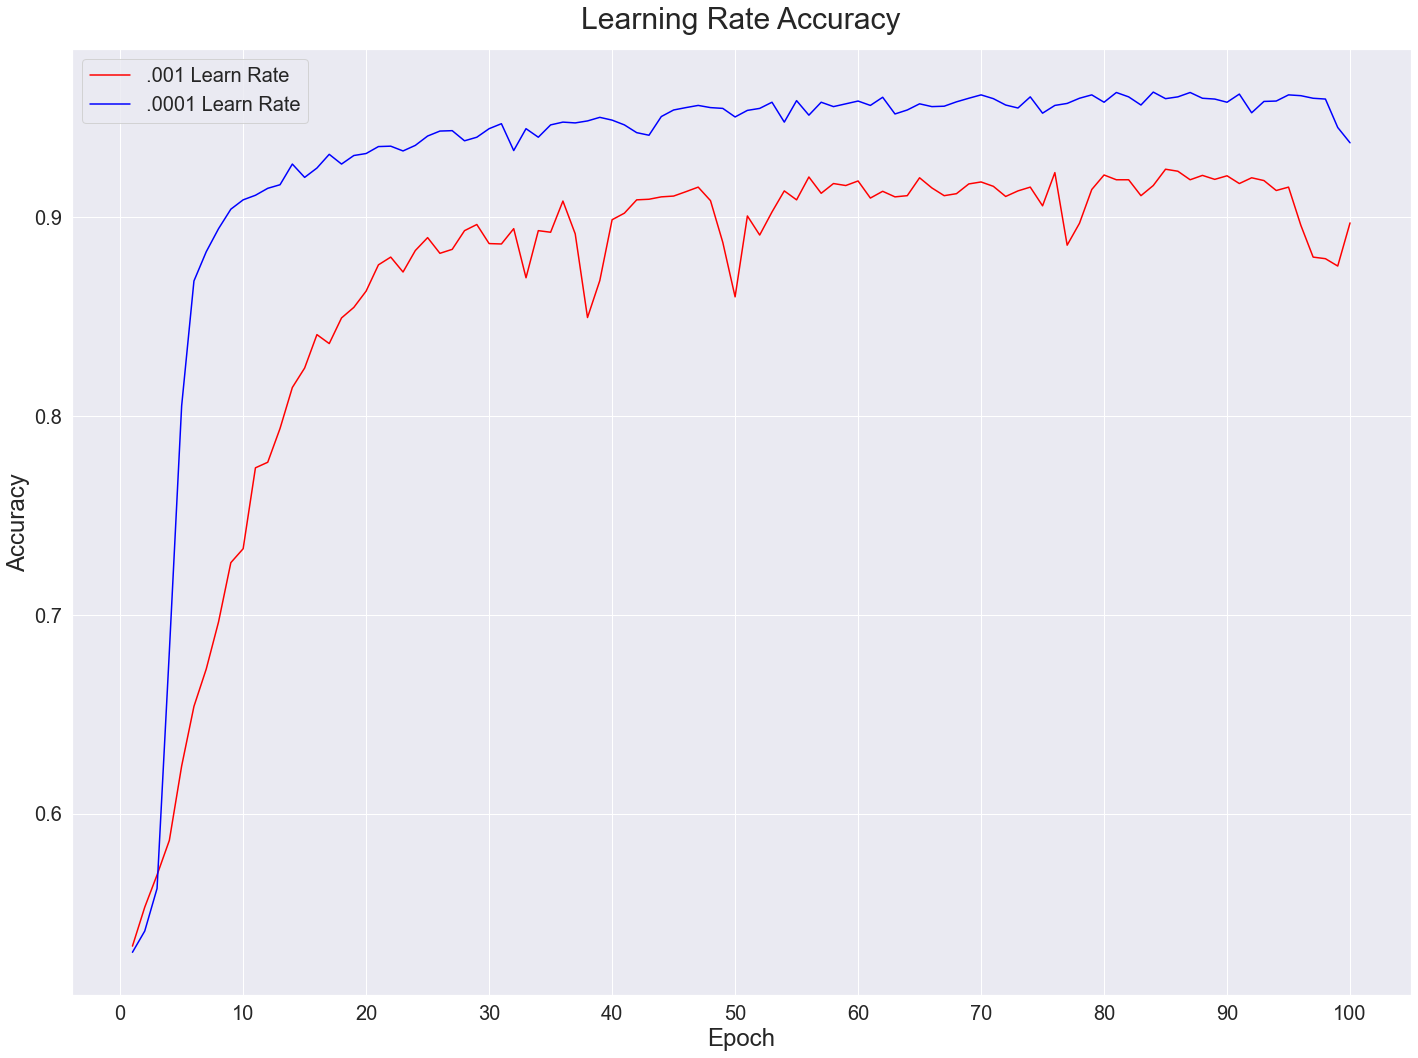 Learning Rate Accuracy
.001 Learn Rate
.0001 Learn Rate
Accuracy
0.9
0.8
0.7
0.6
0 10 20 30 40 50 60 70 80 90 100
Epoch